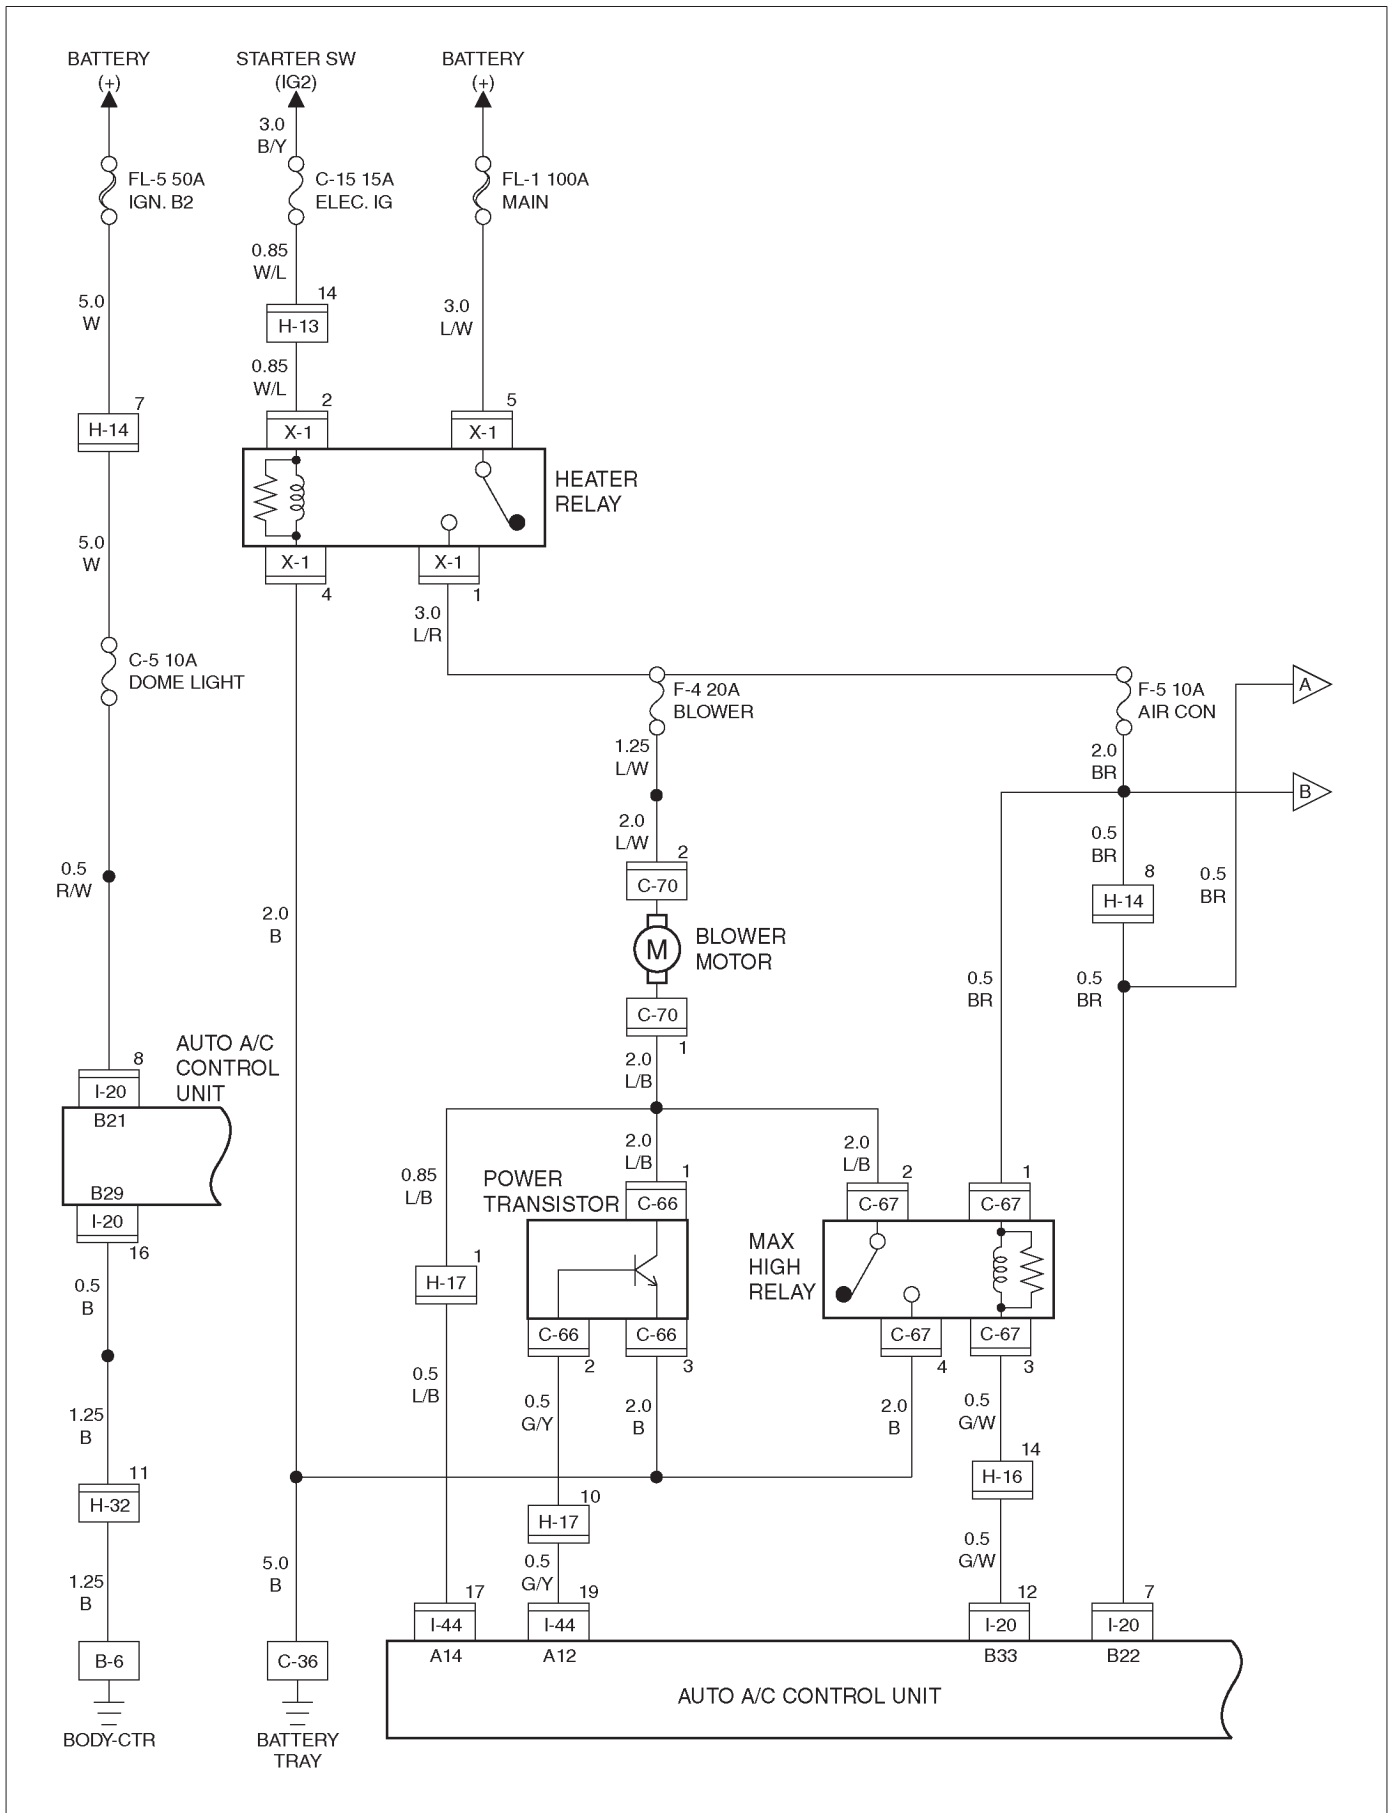 BATTERY
(+)
STARTER SW
(IG2)
BATTERY
(+)
3.0
B/Y
FL-5 50A
IGN. B2
C-15 15A
ELEC. IG
FL-1 100A
MAIN
0.85
W/L
5.0
W
14
H-13
3.0
L/W
0.85
W/L
7
H-14
2
X-1
5
X-1
HEATER
RELAY
5.0
W
X-1
4
X-1
1
3.0
L/R
C-5 10A
DOME LIGHT
F-4 20A
BLOWER
F-5 10A
AIR CON
A
1.25
L/W
2.0
BR
B
2.0
L/W
0.5
BR
2
C-70
0.5
R/W
8
H-14
0.5
BR
2.0
B
M
BLOWER
MOTOR
0.5
BR
0.5
BR
C-70
1
AUTO A/C
CONTROL
UNIT
8
I-20
B21
2.0
L/B
B29
I-20
16
0.85
L/B
POWER
TRANSISTOR
2.0
L/B
1
C-66
2.0
L/B
2
C-67
1
C-67
MAX
HIGH
RELAY
1
H-17
0.5
B
C-66
2
C-66
3
C-67
4
C-67
3
0.5
L/B
0.5
G/Y
2.0
B
2.0
B
0.5
G/W
1.25
B
14
H-16
11
H-32
10
H-17
0.5
G/W
1.25
B
5.0
B
0.5
G/Y
17
I-44
A14
19
I-44
A12
12
I-20
B33
7
I-20
B22
B-6
C-36
AUTO A/C CONTROL UNIT
BODY-CTR
BATTERY
TRAY